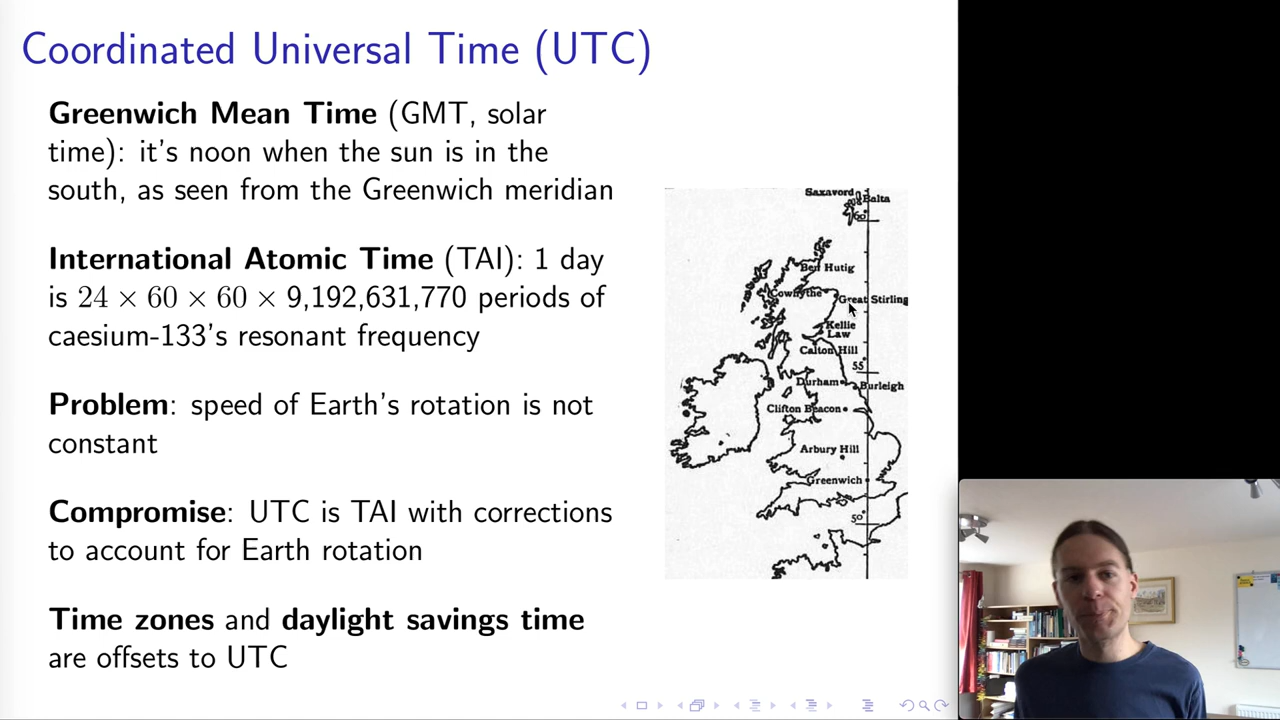 Coordinated Universal Time (UTC)
Greenwich Mean Time (GMT, solar
time): it's noon when the sun is in the
south, as seen from the Greenwich meridian
International Atomic Time (TAI): 1 day
is 24 × 60 × 60 × 9,192,631,770 periods of
caesium-133's resonant frequency
Problem: speed of Earth's rotation is not
constant
Compromise: UTC is TAI with corrections
to account for Earth rotation
Time zones and daylight savings time
are offsets to UTC
Saxavord
Balta
60°
Ben Hutig
Cowhythe
Great Stirling
Kellie
Law
Calton Hill
55°
Durham
Burleigh
Clifton Beacon
Arbury Hill
Greenwich
50°